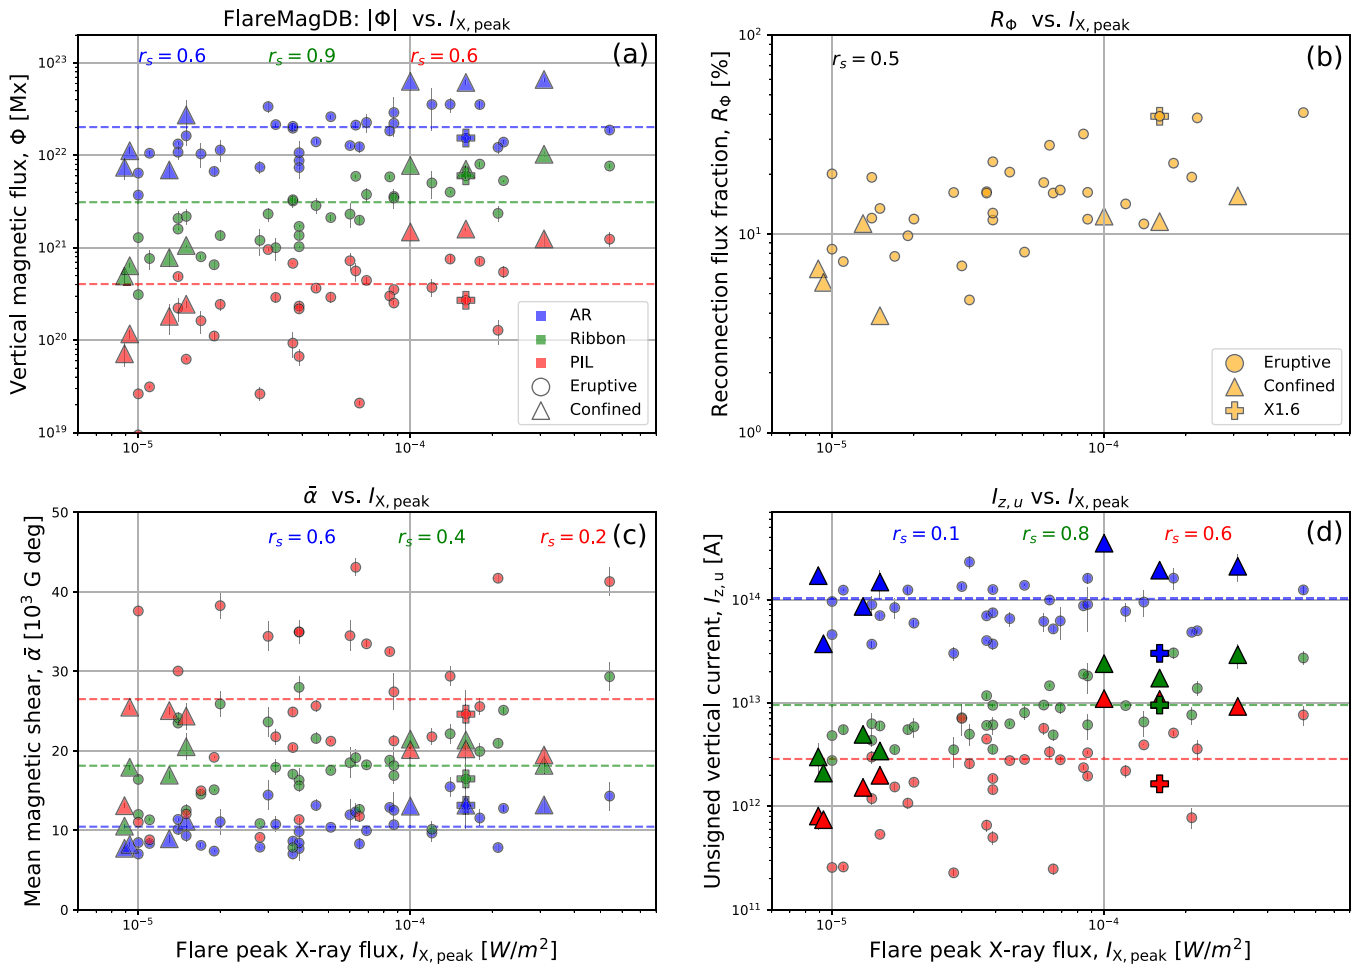 FlareMagDB: |Φ| vs. I_X, peak
r_s = 0.6 r_s = 0.9 r_s = 0.6 (a)
Vertical magnetic flux, Φ [Mx]
10^23
10^22
10^21
10^20
10^19
AR
Ribbon
PIL
Eruptive
Confined
10^−5 10^−4
R_Φ vs. I_X, peak
r_s = 0.5 (b)
Reconnection flux fraction, R_Φ [%]
10^2
10^1
10^0
Eruptive
Confined
X1.6
10^−5 10^−4
ᾱ vs. I_X, peak
r_s = 0.6 r_s = 0.4 r_s = 0.2 (c)
Mean magnetic shear, ᾱ [10^3 G deg]
50
40
30
20
10
0
10^−5 10^−4
Flare peak X-ray flux, I_X, peak [W/m^2]
I_z, u vs. I_X, peak
r_s = 0.1 r_s = 0.8 r_s = 0.6 (d)
Unsigned vertical current, I_z, u [A]
10^14
10^13
10^12
10^11
10^−5 10^−4
Flare peak X-ray flux, I_X, peak [W/m^2]